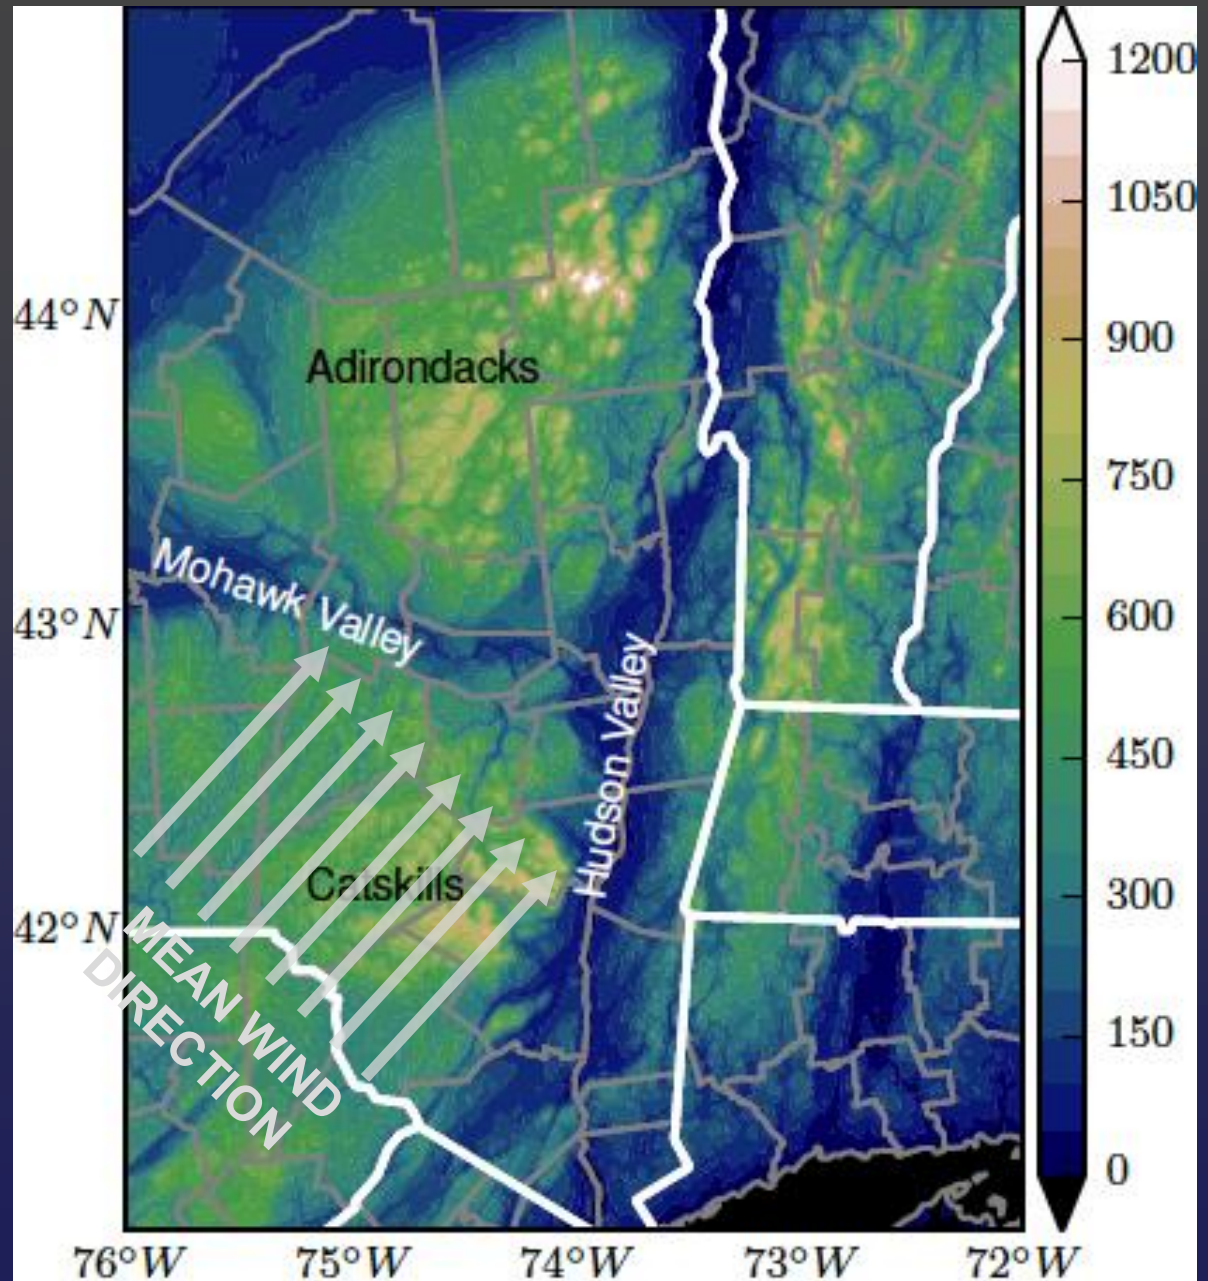 1200
1050
44°N
900
Adirondacks
750
Mohawk Valley
43°N
600
Hudson Valley
450
Catskills
300
42°N
MEAN WIND
DIRECTION
150
0
76°W
75°W
74°W
73°W
72°W